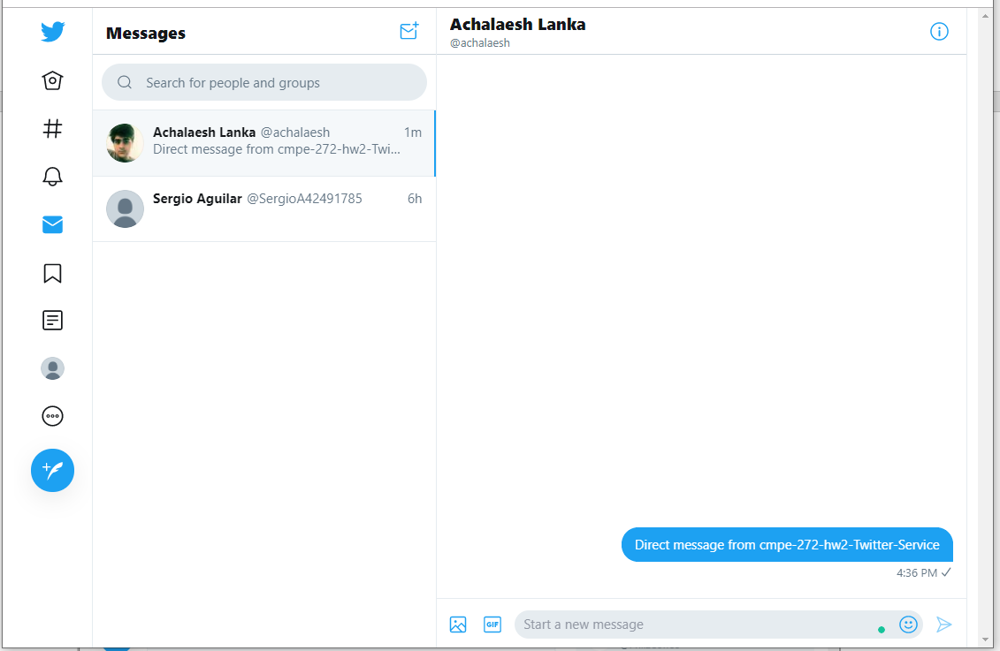 Messages
Search for people and groups
Achalaesh Lanka @achalaesh 1m
Direct message from cmpe-272-hw2-Twi...
Sergio Aguilar @SergioA42491785 6h
Achalaesh Lanka
@achalaesh
Direct message from cmpe-272-hw2-Twitter-Service
4:36 PM
GIF
Start a new message